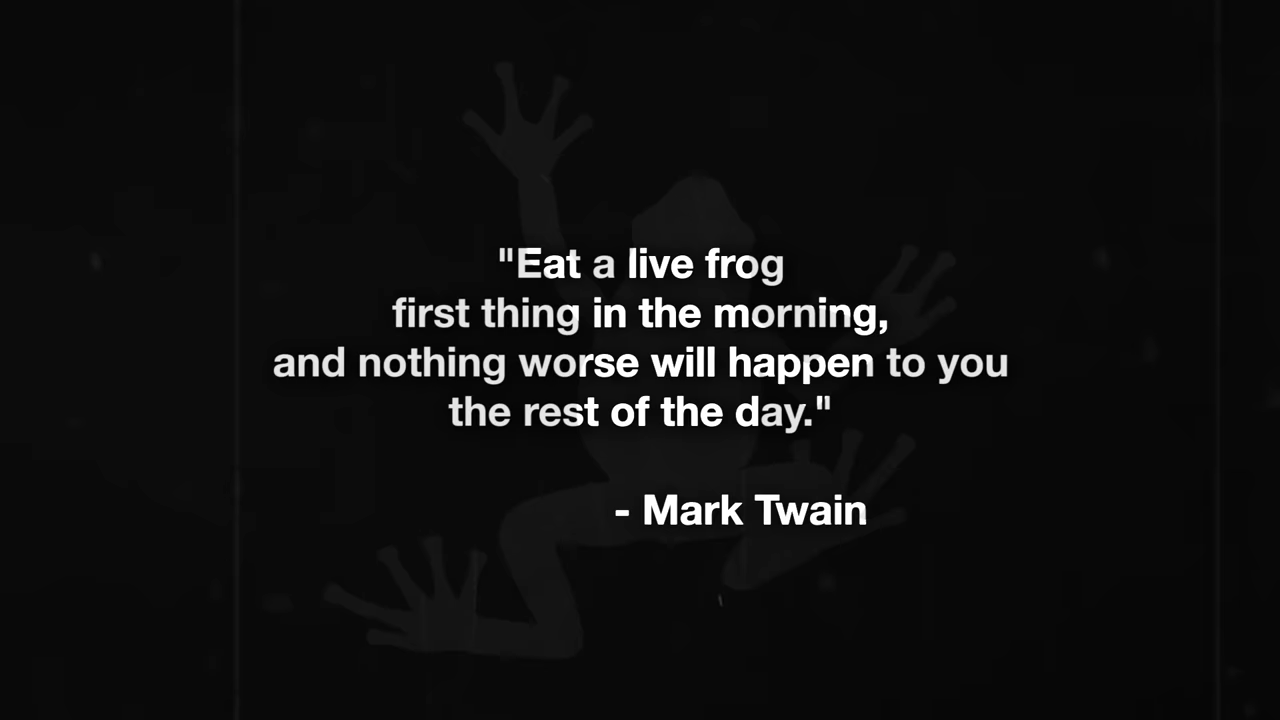 "Eat a live frog
first thing in the morning,
and nothing worse will happen to you
the rest of the day."
- Mark Twain